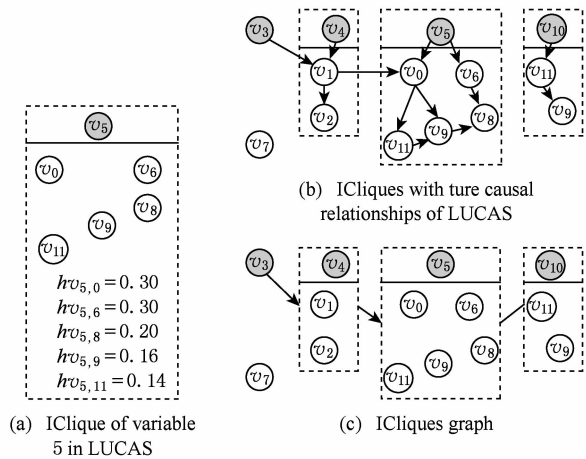 v5
v0
v6
v8
v9
v11
hv5,0=0.30
hv5,6=0.30
hv5,8=0.20
hv5,9=0.16
hv5,11=0.14
(a) IClique of variable
5 in LUCAS
v3
v4
v5
v10
v1
v0
v6
v11
v2
v9
v8
v9
v11
v7
(b) ICliques with ture causal
relationships of LUCAS
v3
v4
v5
v10
v1
v0
v6
v11
v2
v8
v9
v9
v11
v7
(c) ICliques graph